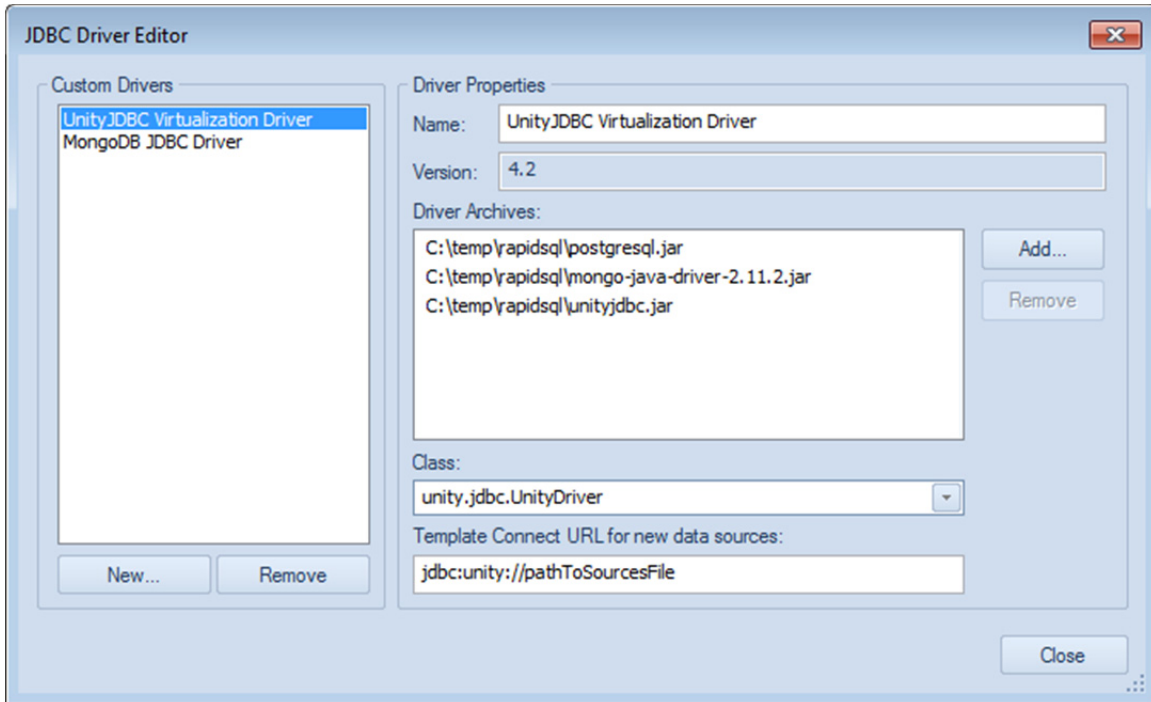 JDBC Driver Editor
Custom Drivers
UnityJDBC Virtualization Driver
MongoDB JDBC Driver
New...
Remove
Driver Properties
Name: UnityJDBC Virtualization Driver
Version: 4.2
Driver Archives:
C:\temp\rapidsql\postgresql.jar
C:\temp\rapidsql\mongo-java-driver-2.11.2.jar
C:\temp\rapidsql\unityjdbc.jar
Add...
Remove
Class:
unity.jdbc.UnityDriver
Template Connect URL for new data sources:
jdbc:unity://pathToSourcesFile
Close